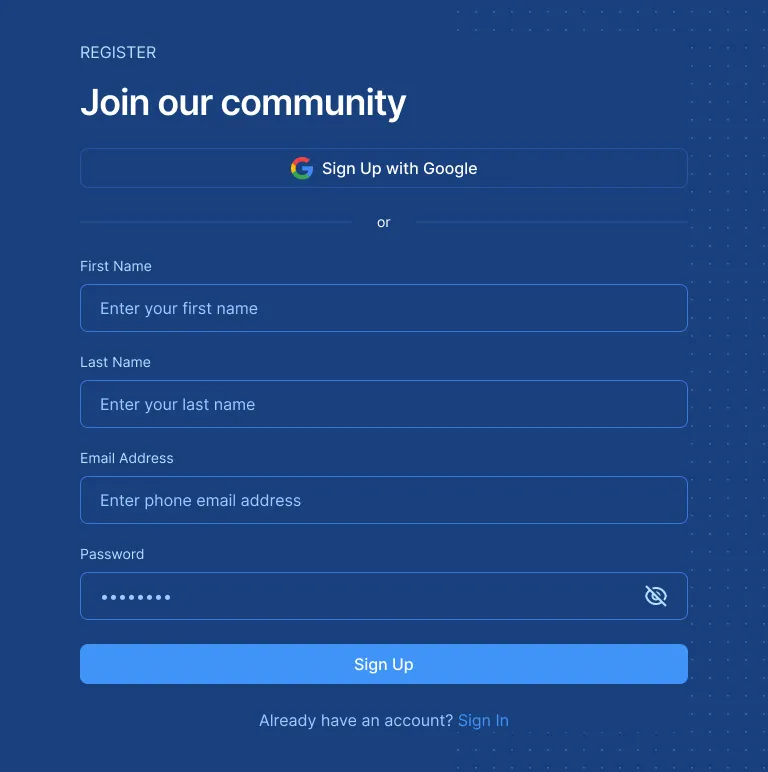 REGISTER
Join our community
Sign Up with Google
or
First Name
Enter your first name
Last Name
Enter your last name
Email Address
Enter phone email address
Password
••••••••
Sign Up
Already have an account? Sign In